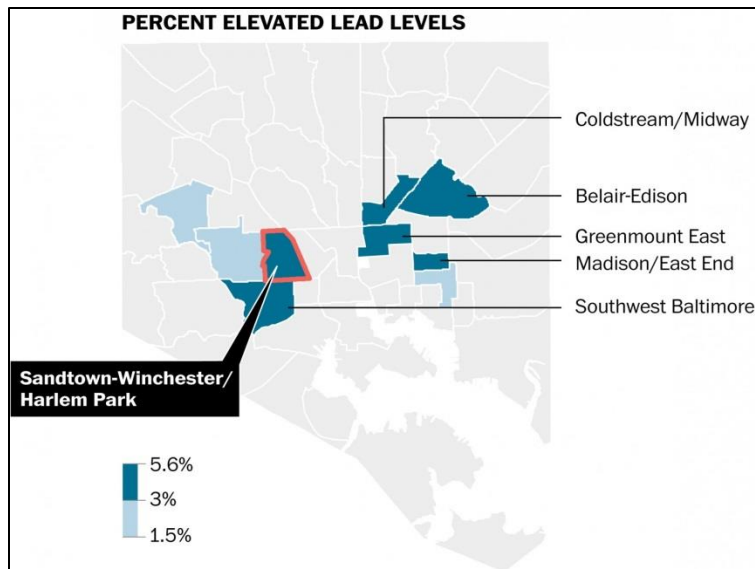 PERCENT ELEVATED LEAD LEVELS
Coldstream/Midway
Belair-Edison
Greenmount East
Madison/East End
Southwest Baltimore
Sandtown-Winchester/
Harlem Park
5.6%
3%
1.5%